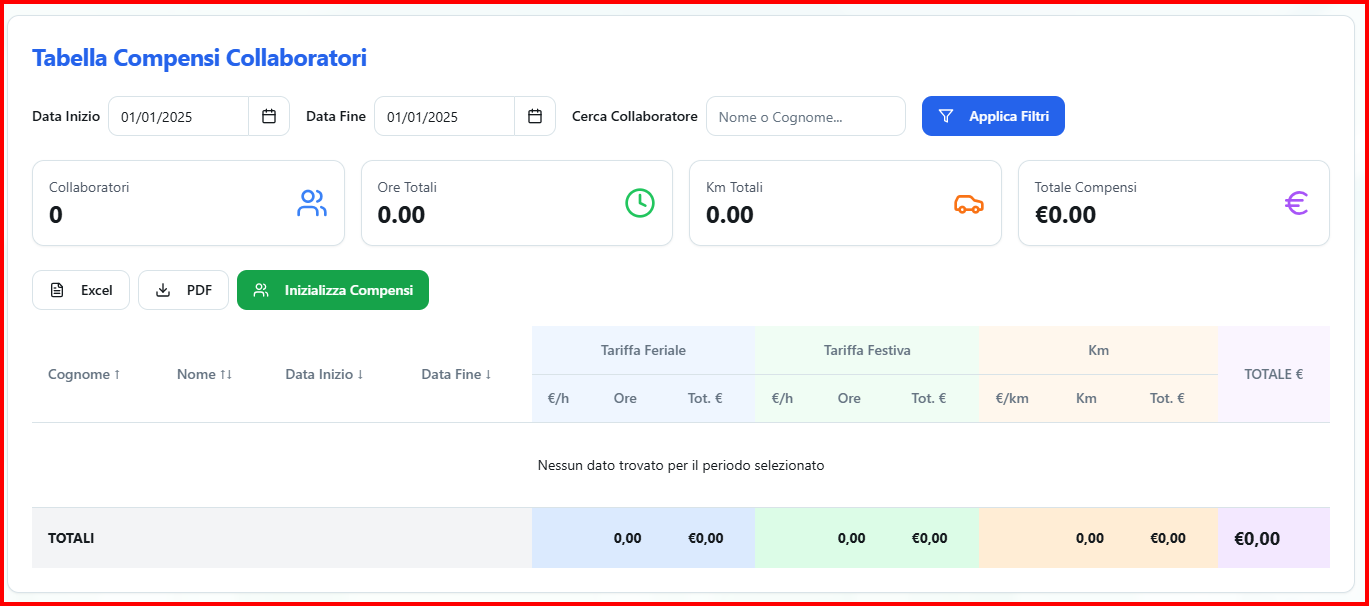 Tabella Compensi Collaboratori
Data Inizio 01/01/2025 Data Fine 01/01/2025 Cerca Collaboratore Nome o Cognome... Applica Filtri
Collaboratori Ore Totali Km Totali Totale Compensi
0 0.00 0.00 €0.00
Excel PDF Inizializza Compensi
Tariffa Feriale Tariffa Festiva Km
Cognome ↑ Nome ↑↓ Data Inizio ↓ Data Fine ↓ TOTALE €
€/h Ore Tot. € €/h Ore Tot. € €/km Km Tot. €
Nessun dato trovato per il periodo selezionato
TOTALI 0,00 €0,00 0,00 €0,00 0,00 €0,00 €0,00